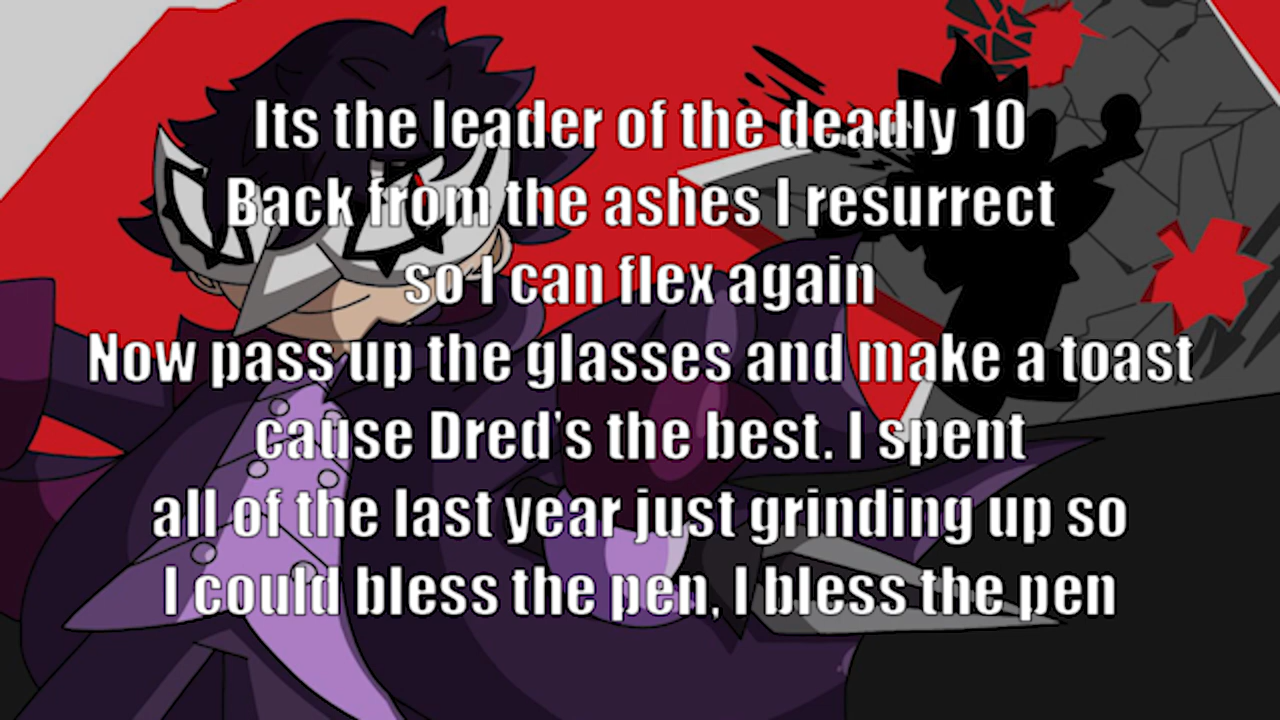 Its the leader of the deadly 10
Back from the ashes I resurrect
so I can flex again
Now pass up the glasses and make a toast
cause Dred's the best. I spent
all of the last year just grinding up so
I could bless the pen, I bless the pen